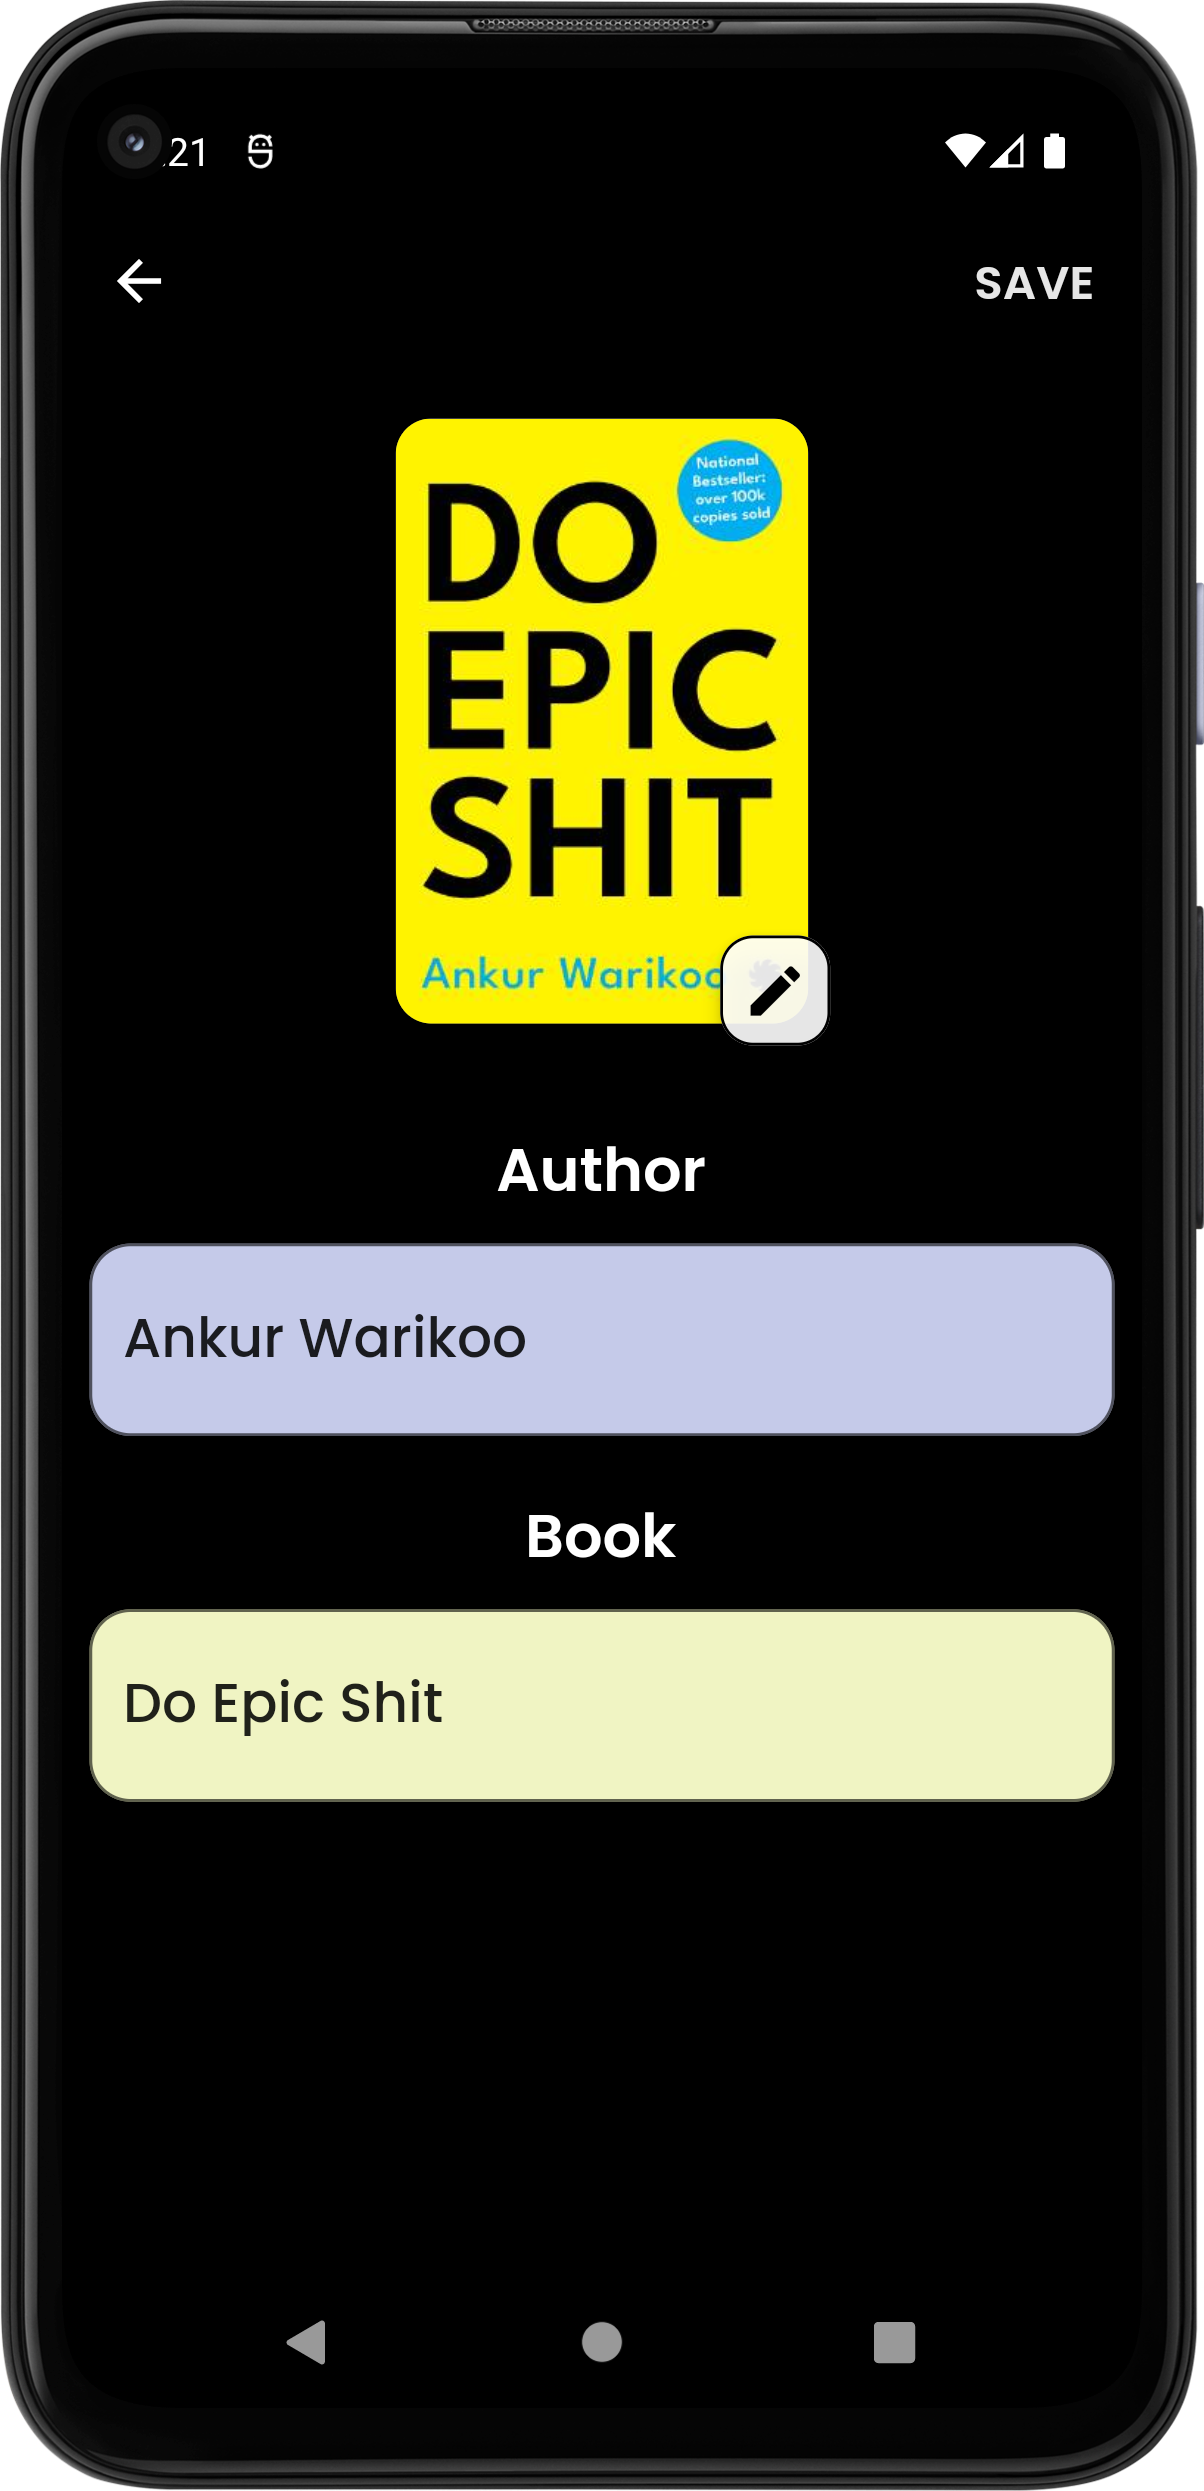 :21
SAVE
National
Bestseller:
over 100k
copies sold
DO
EPIC
SHIT
Ankur Warikoo
Author
Ankur Warikoo
Book
Do Epic Shit